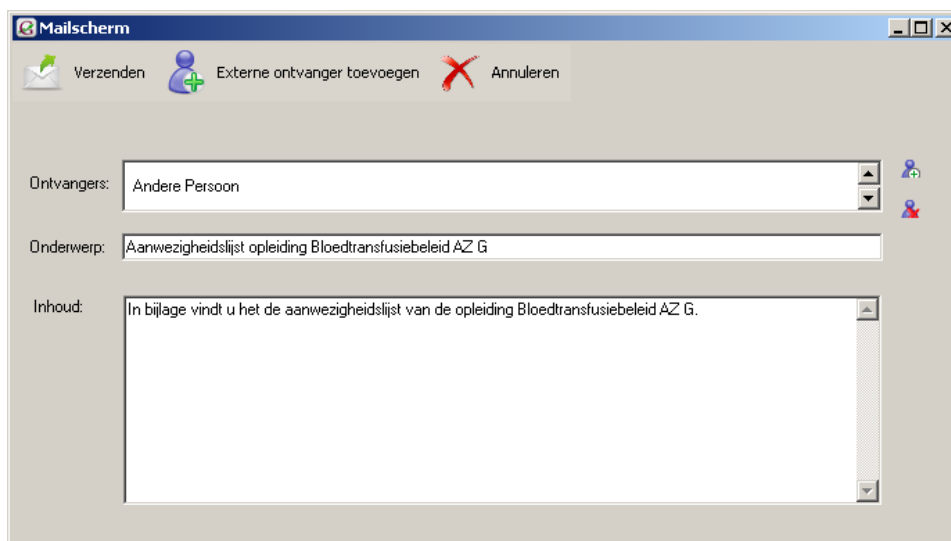 Mailscherm
Verzenden Externe ontvanger toevoegen Annuleren
Ontvangers: Andere Persoon
Onderwerp: Aanwezigheidslijst opleiding Bloedtransfusiebeleid AZ G
Inhoud: In bijlage vindt u het de aanwezigheidslijst van de opleiding Bloedtransfusiebeleid AZ G.